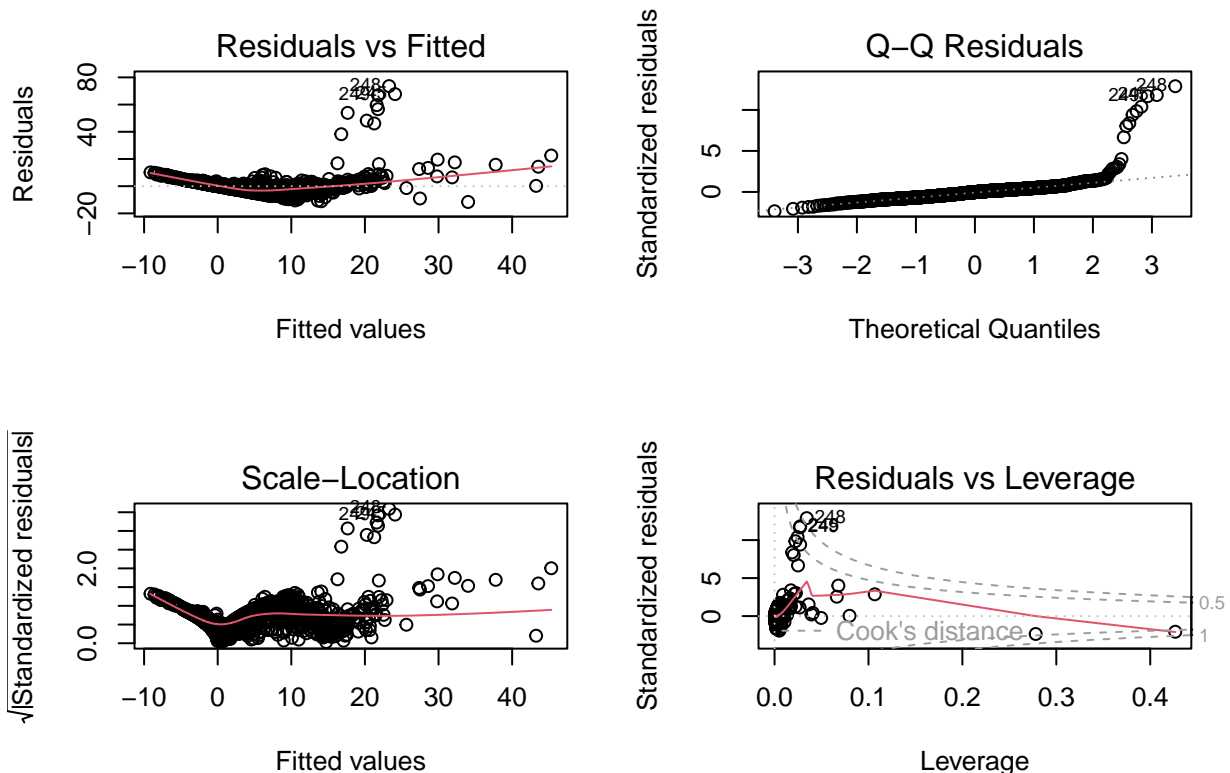 Residuals vs Fitted
Residuals
80
40
−20
248
−10 0 10 20 30 40
Fitted values
Q−Q Residuals
Standardized residuals
5
0
248
−3 −2 −1 0 1 2 3
Theoretical Quantiles
Scale−Location
√|Standardized residuals|
2.0
0.0
248
−10 0 10 20 30 40
Fitted values
Residuals vs Leverage
Standardized residuals
5
0
248
0.5
1
Cook's distance
0.0 0.1 0.2 0.3 0.4
Leverage